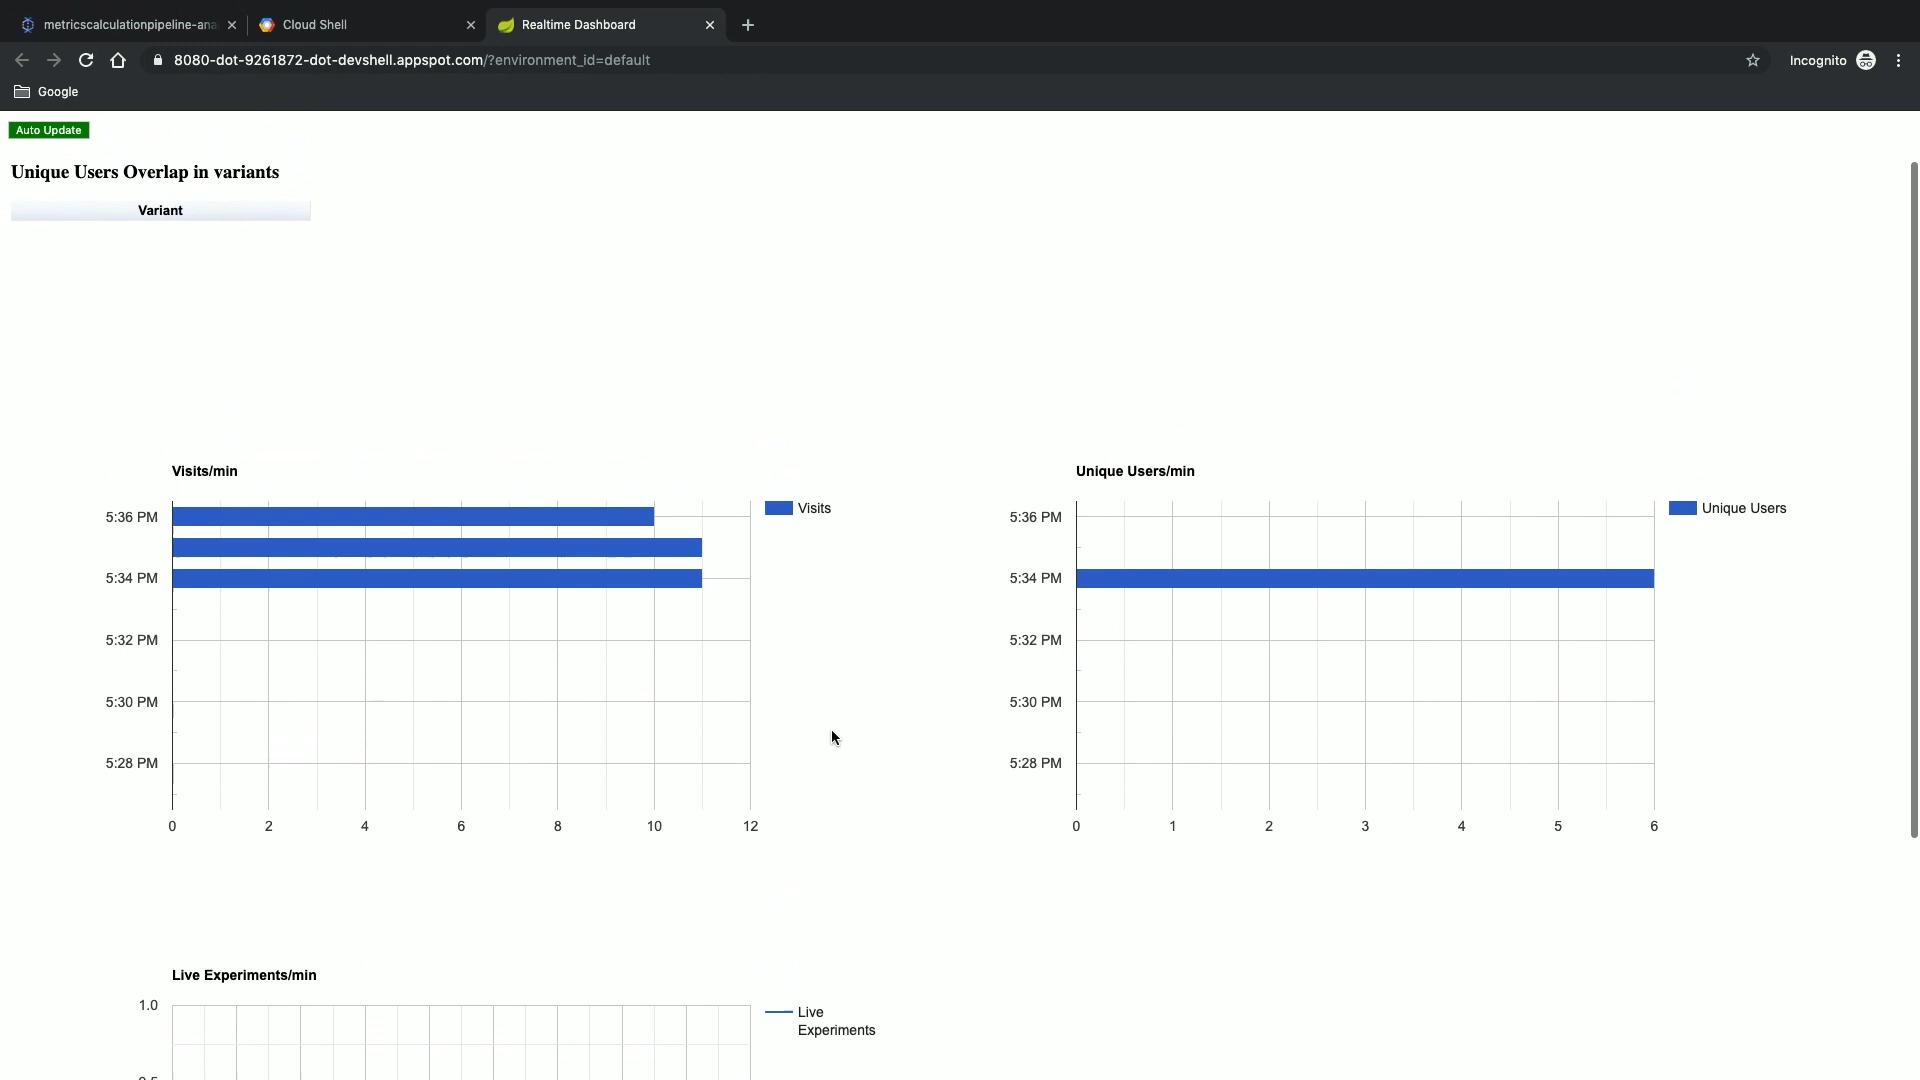 metricscalculationpipeline-ana
Cloud Shell
Realtime Dashboard
8080-dot-9261872-dot-devshell.appspot.com/?environment_id=default
Incognito
Google
Auto Update
Unique Users Overlap in variants
Variant
Visits/min
5:36 PM
5:34 PM
5:32 PM
5:30 PM
5:28 PM
0 2 4 6 8 10 12
Visits
Unique Users/min
5:36 PM
5:34 PM
5:32 PM
5:30 PM
5:28 PM
0 1 2 3 4 5 6
Unique Users
Live Experiments/min
1.0
Live
Experiments